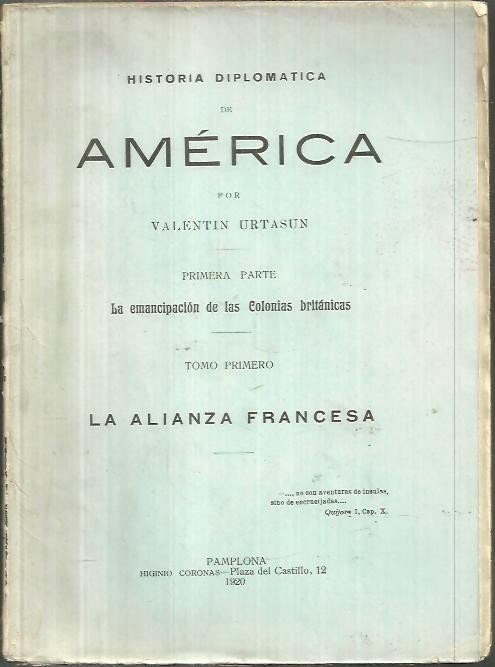 HISTORIA DIPLOMATICA
DE
AMÉRICA
POR
VALENTIN URTASUN
PRIMERA PARTE
La emancipación de las Colonias británicas
TOMO PRIMERO
LA ALIANZA FRANCESA
...., no son aventuras de insulas,
sino de encrucijadas....
Quijote I, Cap. X.
PAMPLONA
HIGINIO CORONAS—Plaza del Castillo, 12
1920